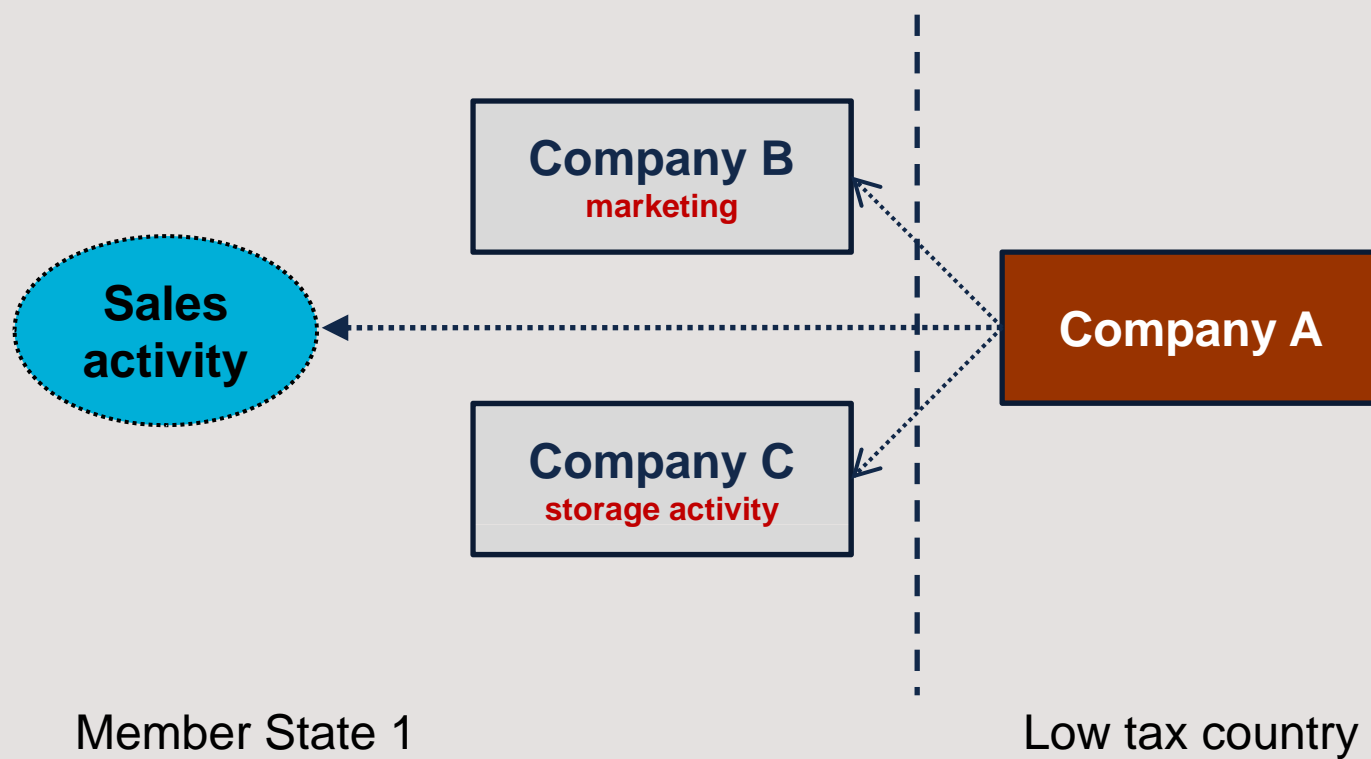 Company B
marketing
Sales
activity
Company A
Company C
storage activity
Member State 1
Low tax country